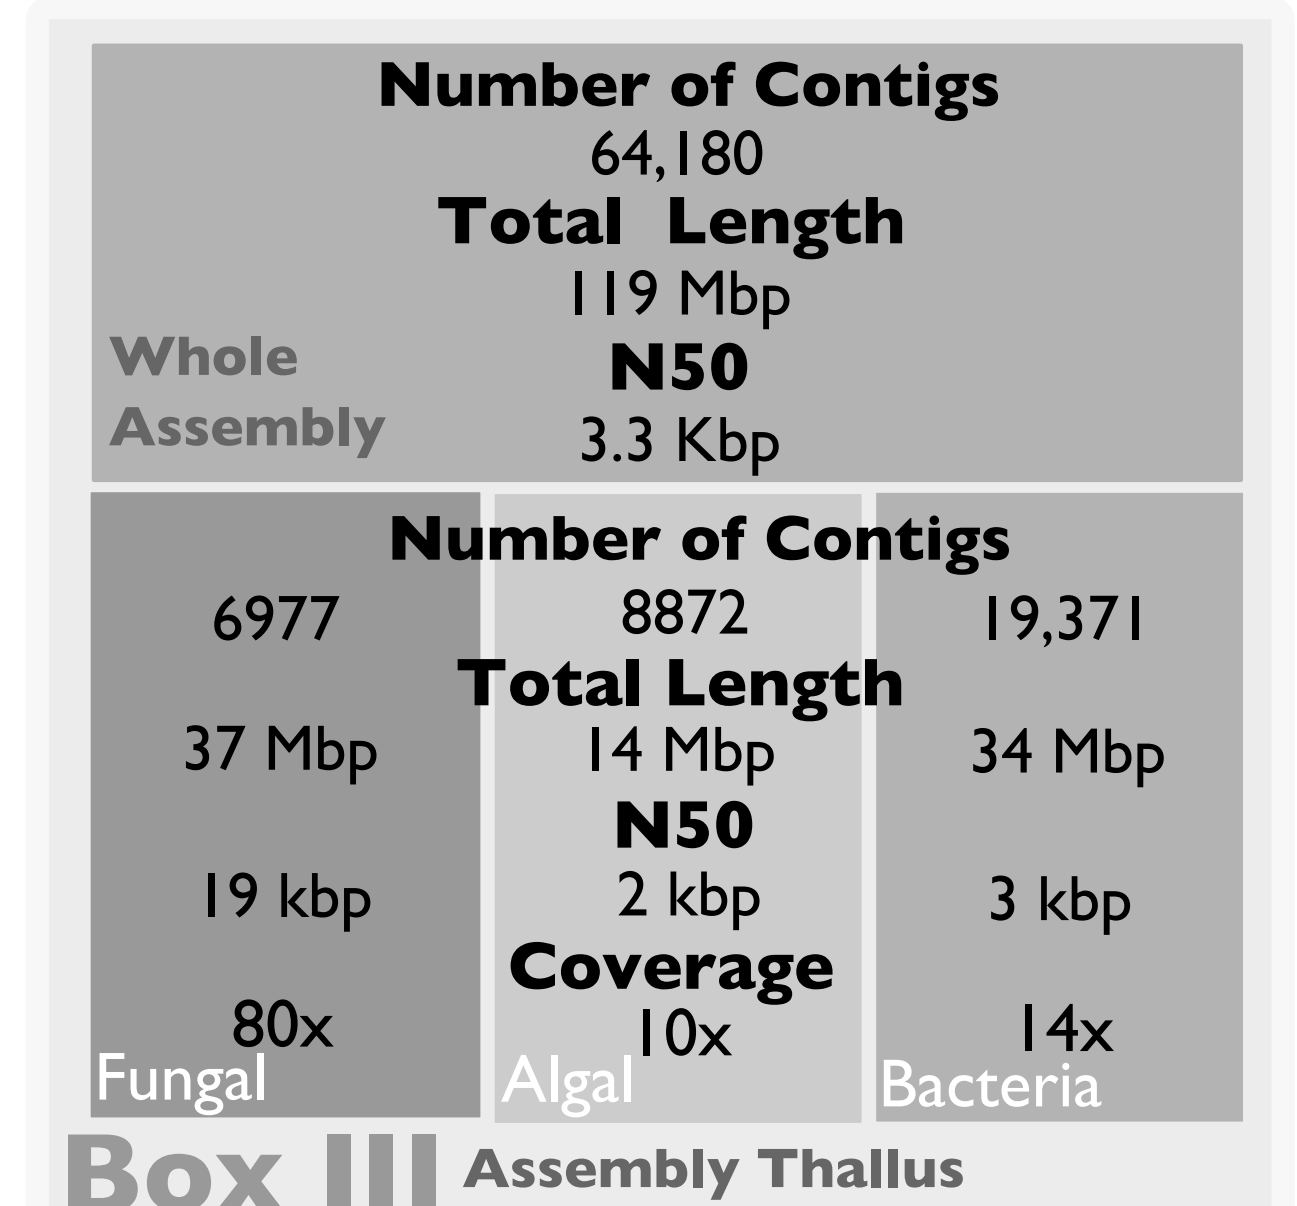 Number of Contigs
64,180
Total Length
119 Mbp
Whole
Assembly
N50
3.3 Kbp
Number of Contigs
6977 8872 19,371
Total Length
37 Mbp 14 Mbp 34 Mbp
N50
19 kbp 2 kbp 3 kbp
Coverage
80x 10x 14x
Fungal Algal Bacteria
Box III Assembly Thallus